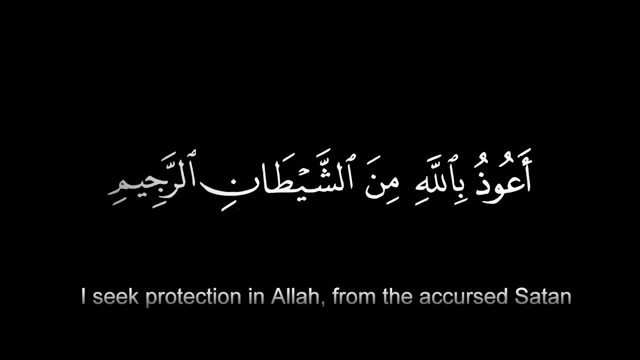 أَعُوذُ بِٱللَّهِ مِنَ ٱلشَّيْطَانِ ٱلرَّجِيمِ
I seek protection in Allah, from the accursed Satan